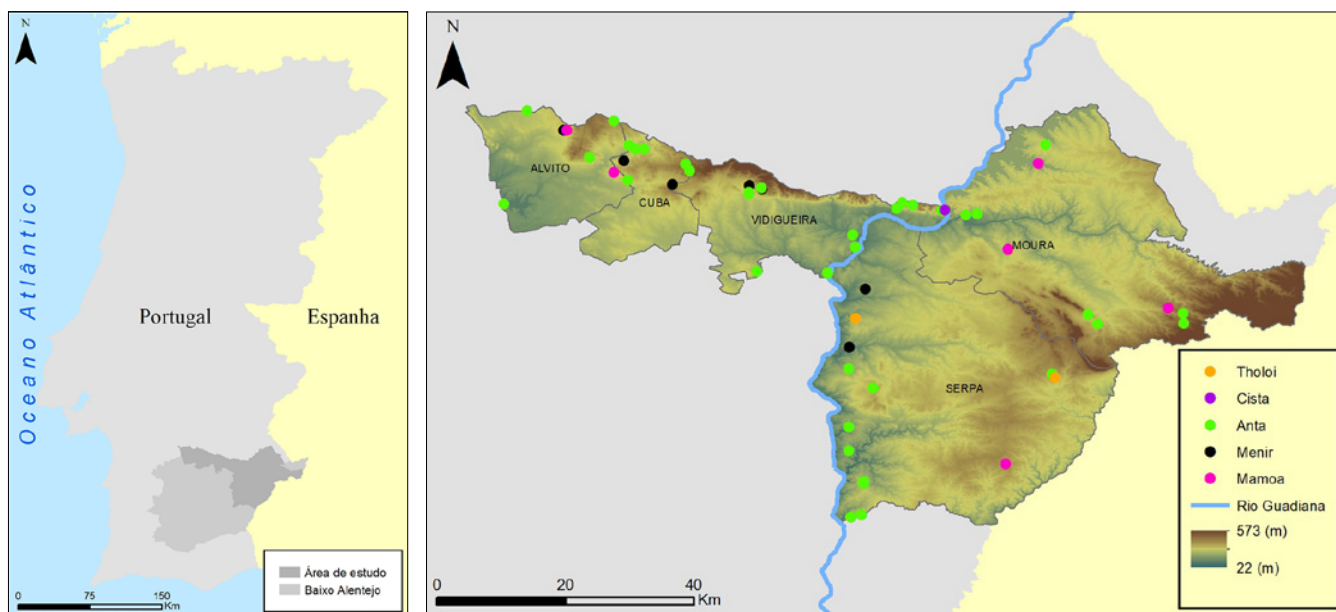 N
Oceano Atlântico
Portugal
Espanha
Área de estudo
Baixo Alentejo
0
75
150
Km
N
ALVITO
CUBA
VIDIGUEIRA
MOURA
SERPA
Tholoi
Cista
Anta
Menir
Mamoa
Rio Guadiana
573 (m)
22 (m)
0
20
40
Km